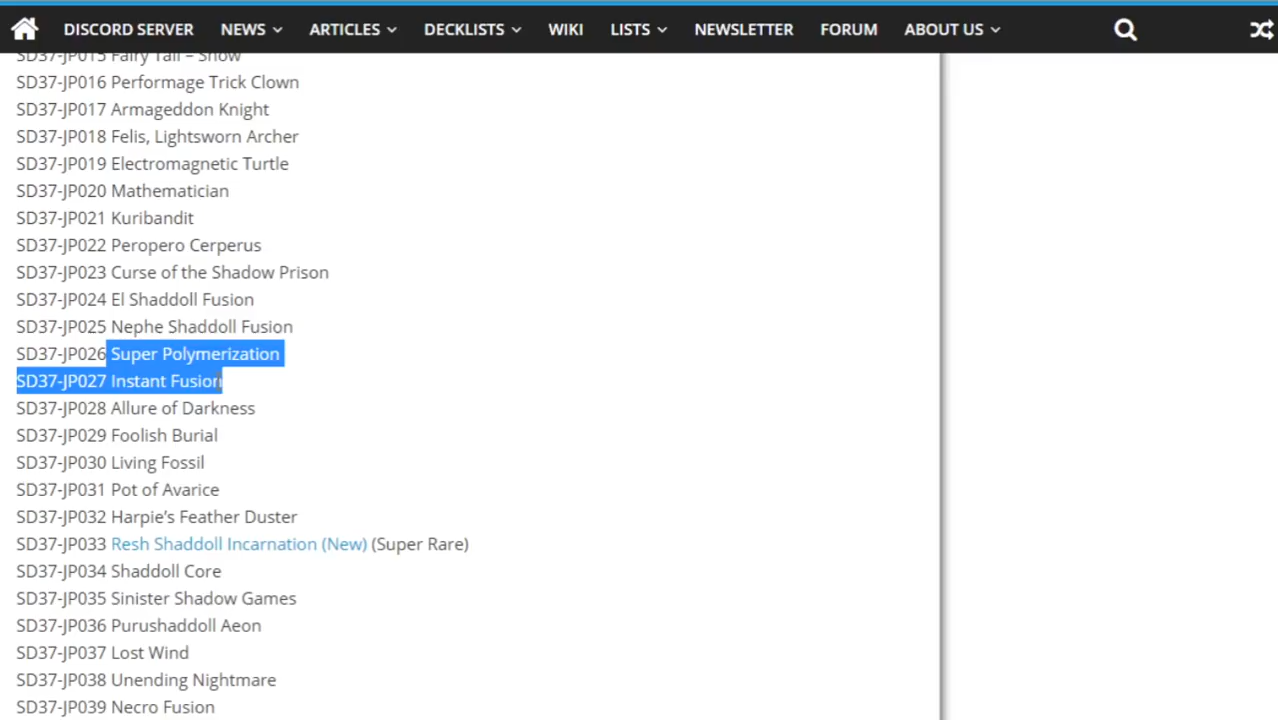 DISCORD SERVER NEWS ARTICLES DECKLISTS WIKI LISTS NEWSLETTER FORUM ABOUT US
SD37-JP015 Fairy Tail – Snow
SD37-JP016 Performage Trick Clown
SD37-JP017 Armageddon Knight
SD37-JP018 Felis, Lightsworn Archer
SD37-JP019 Electromagnetic Turtle
SD37-JP020 Mathematician
SD37-JP021 Kuribandit
SD37-JP022 Peropero Cerperus
SD37-JP023 Curse of the Shadow Prison
SD37-JP024 El Shaddoll Fusion
SD37-JP025 Nephe Shaddoll Fusion
SD37-JP026 Super Polymerization
SD37-JP027 Instant Fusion
SD37-JP028 Allure of Darkness
SD37-JP029 Foolish Burial
SD37-JP030 Living Fossil
SD37-JP031 Pot of Avarice
SD37-JP032 Harpie’s Feather Duster
SD37-JP033 Resh Shaddoll Incarnation (New) (Super Rare)
SD37-JP034 Shaddoll Core
SD37-JP035 Sinister Shadow Games
SD37-JP036 Purushaddoll Aeon
SD37-JP037 Lost Wind
SD37-JP038 Unending Nightmare
SD37-JP039 Necro Fusion